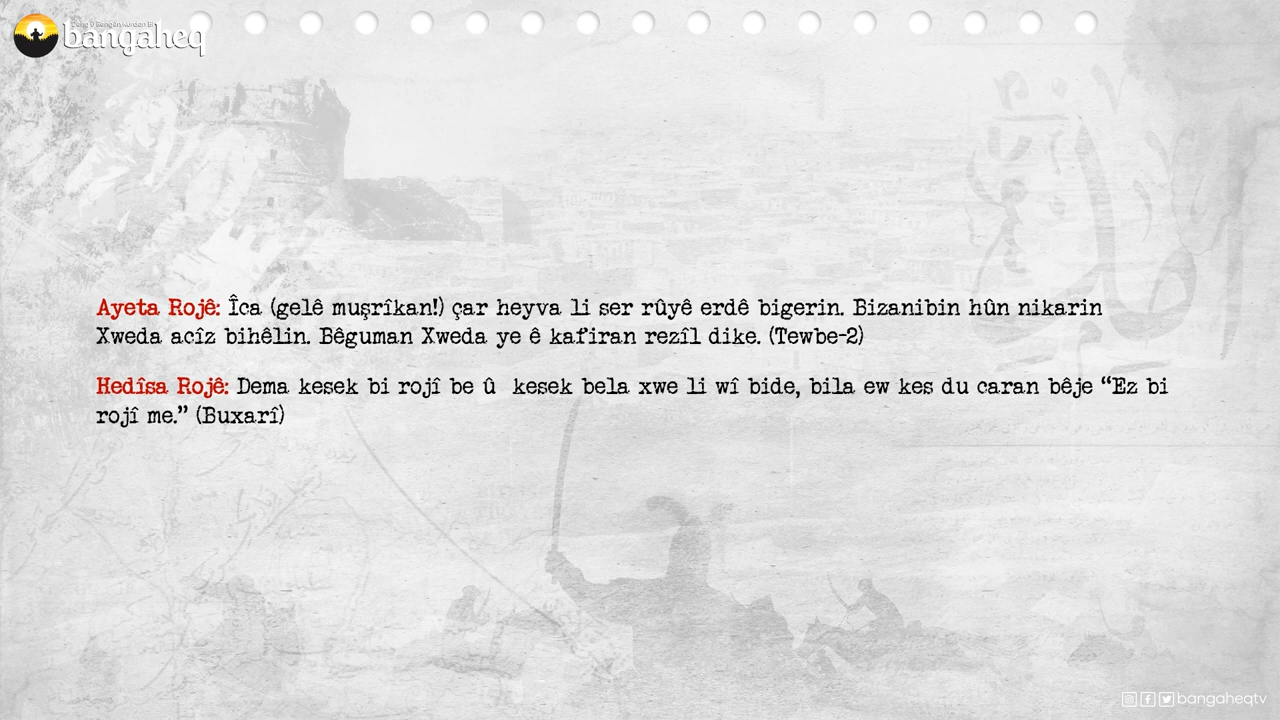 bangaheq
Ayeta Rojê: Îca (gelê muşrîkan!) çar heyva li ser rûyê erdê bigerin. Bizanibin hûn nikarin
Xweda acîz bihêlin. Bêguman Xweda ye ê kafiran rezîl dike. (Tewbe-2)
Hedîsa Rojê: Dema kesek bi rojî be û kesek bela xwe li wî bide, bila ew kes du caran bêje “Ez bi
rojî me.” (Buxarî)
bangaheqtv